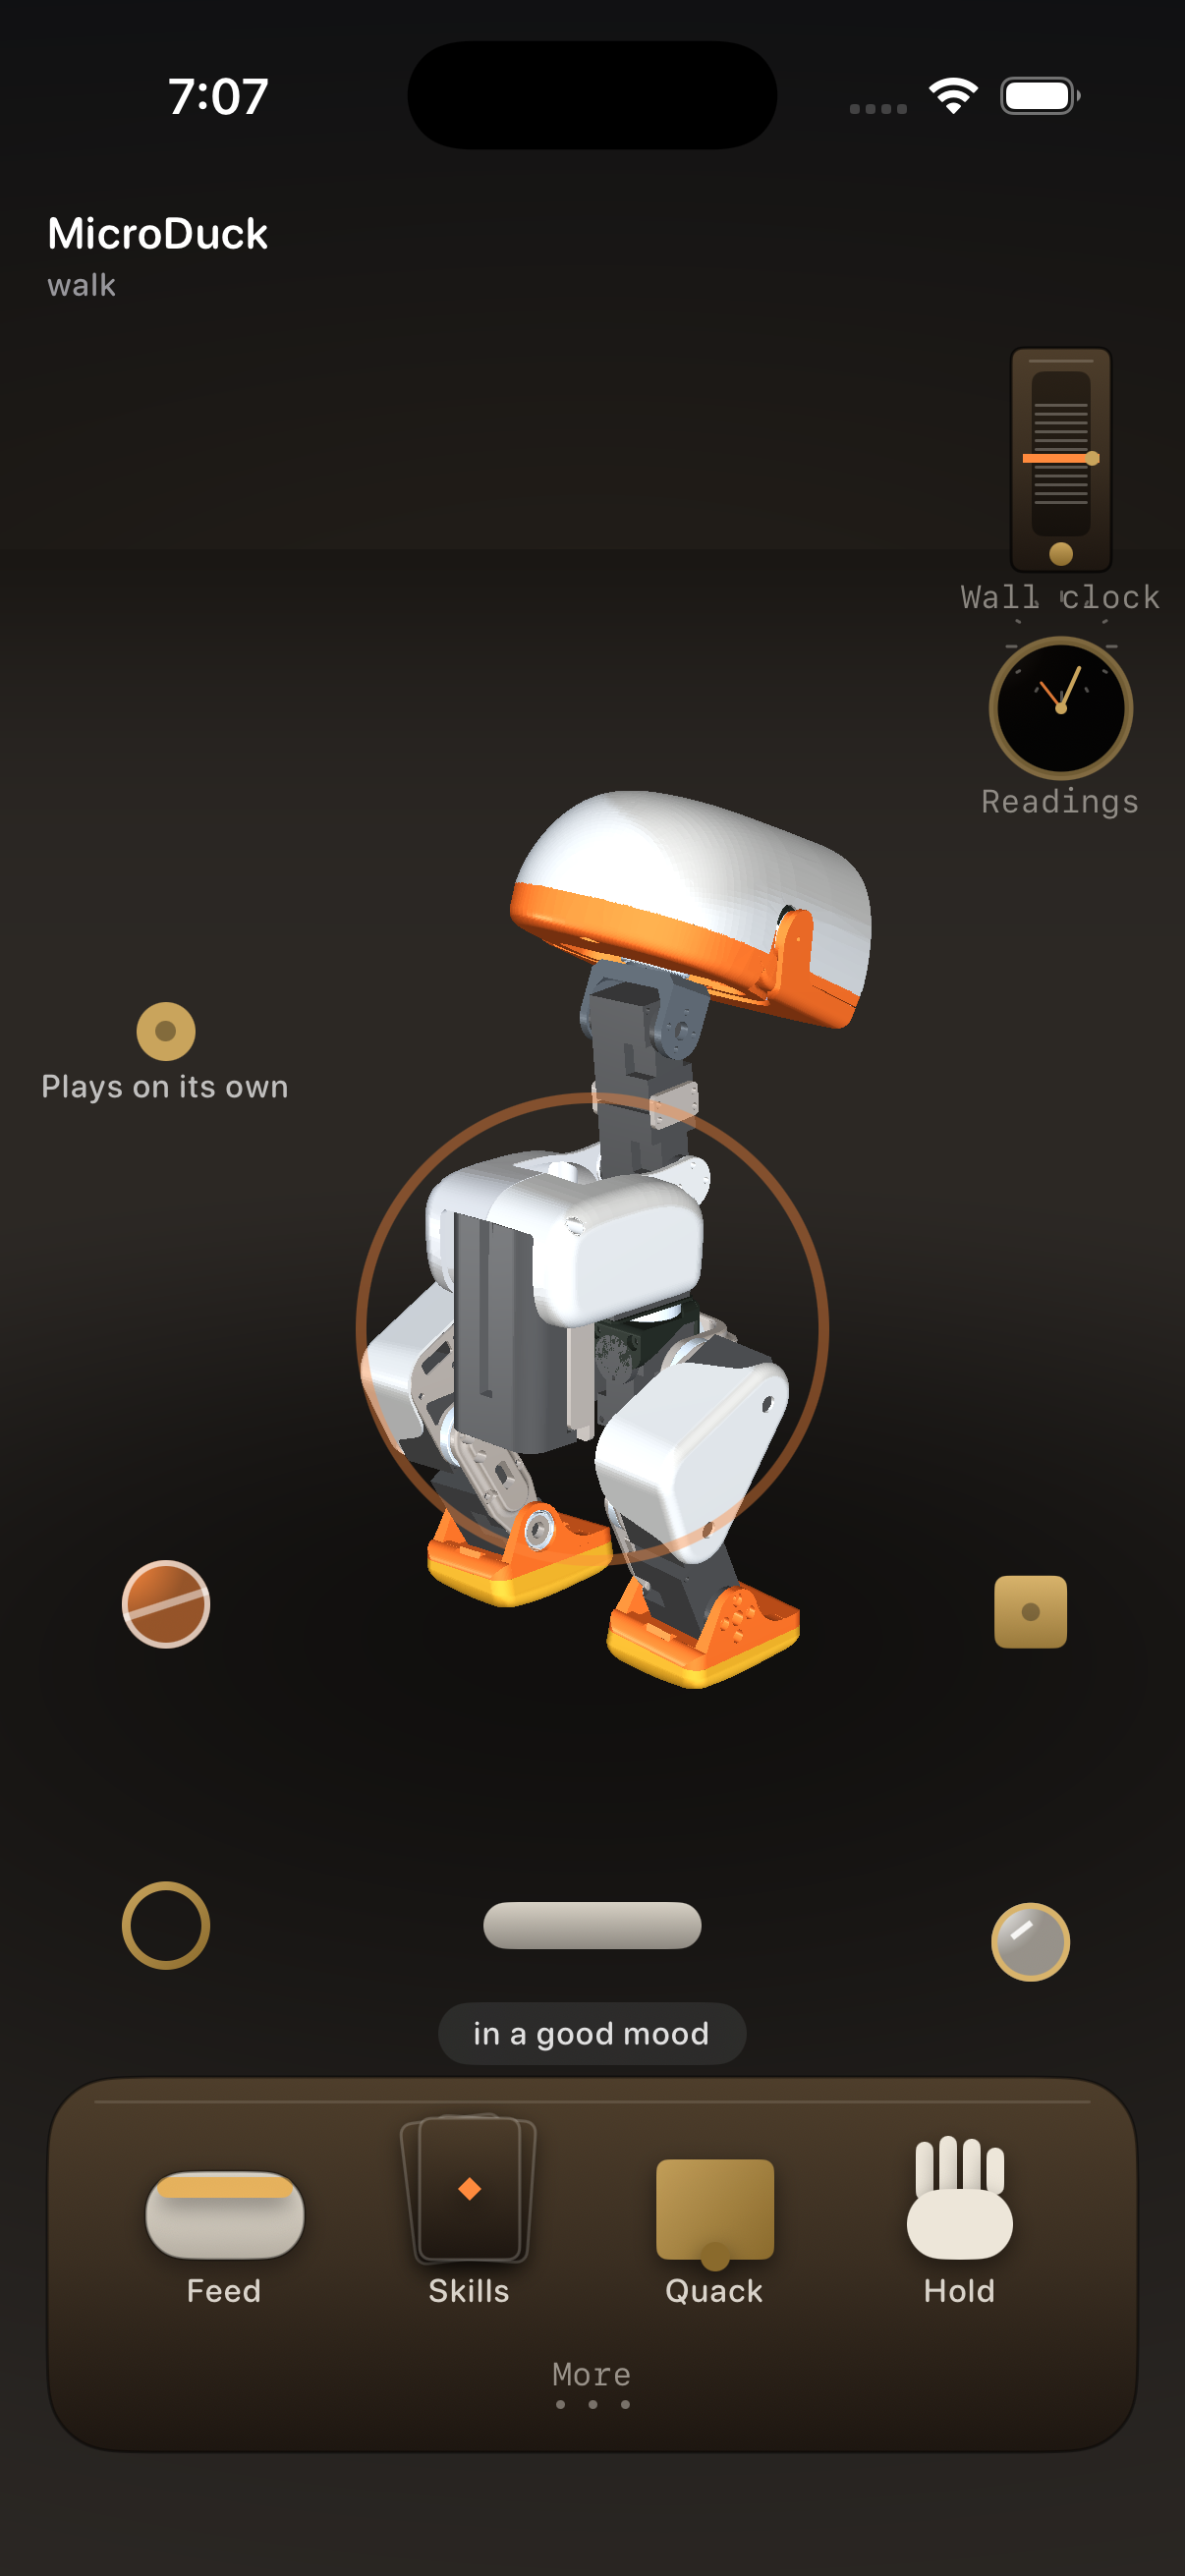 7:07
MicroDuck
walk
Wall clock
Readings
Plays on its own
in a good mood
Feed
Skills
Quack
Hold
More